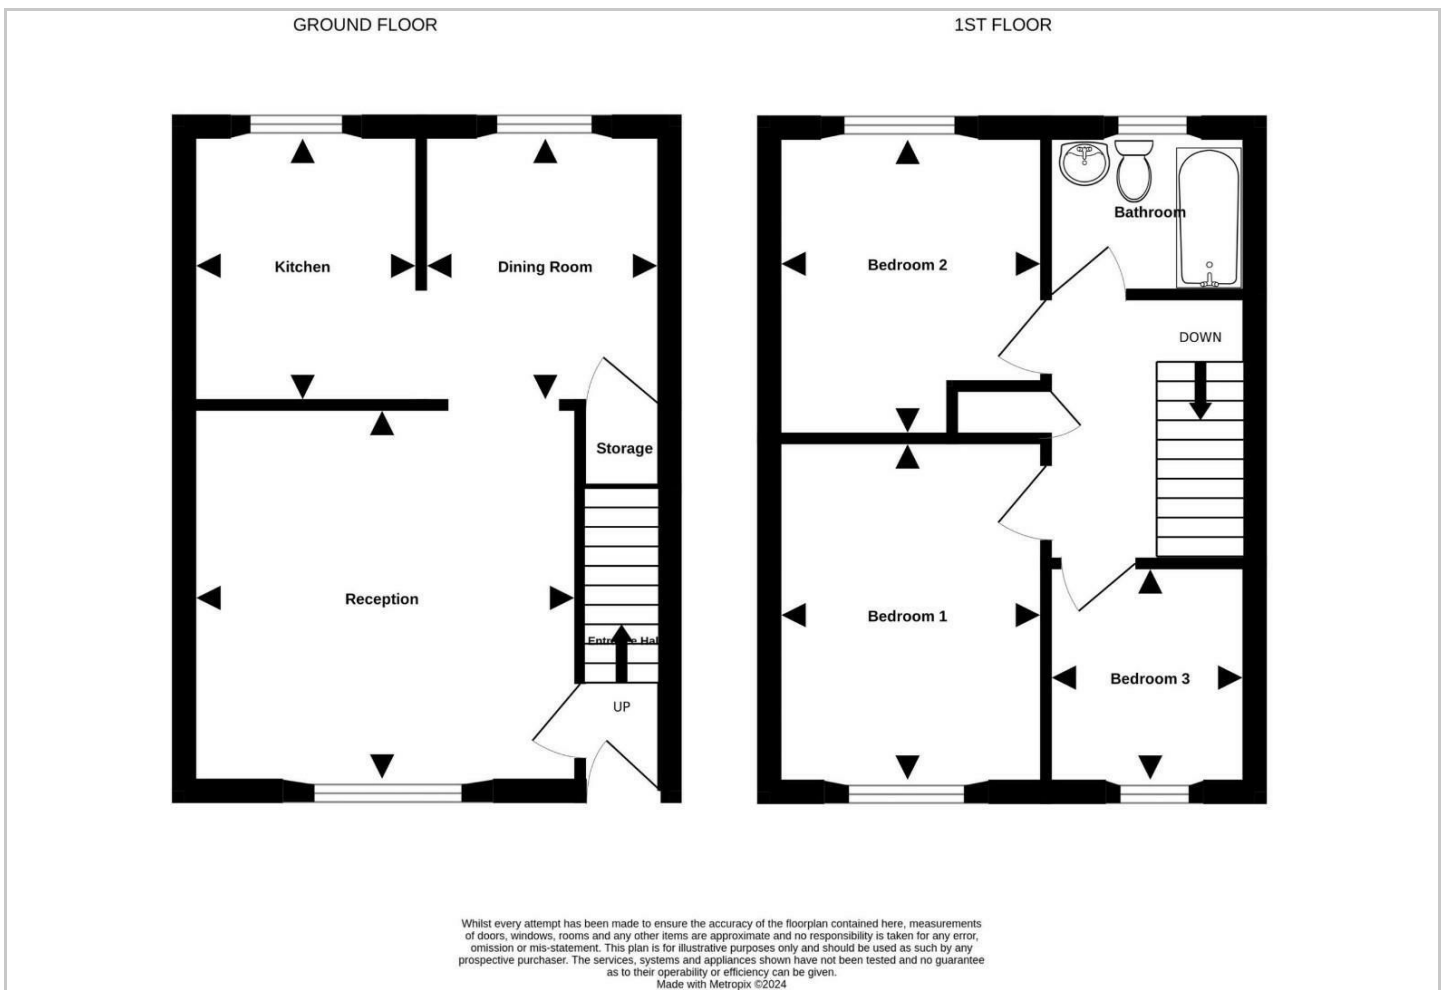 GROUND FLOOR
Kitchen
Dining Room
Storage
Reception
Entrance Hall
UP
1ST FLOOR
Bathroom
Bedroom 2
DOWN
Bedroom 1
Bedroom 3
Whilst every attempt has been made to ensure the accuracy of the floorplan contained here, measurements
of doors, windows, rooms and any other items are approximate and no responsibility is taken for any error,
omission or mis-statement. This plan is for illustrative purposes only and should be used as such by any
prospective purchaser. The services, systems and appliances shown have not been tested and no guarantee
as to their operability or efficiency can be given.
Made with Metropix ©2024